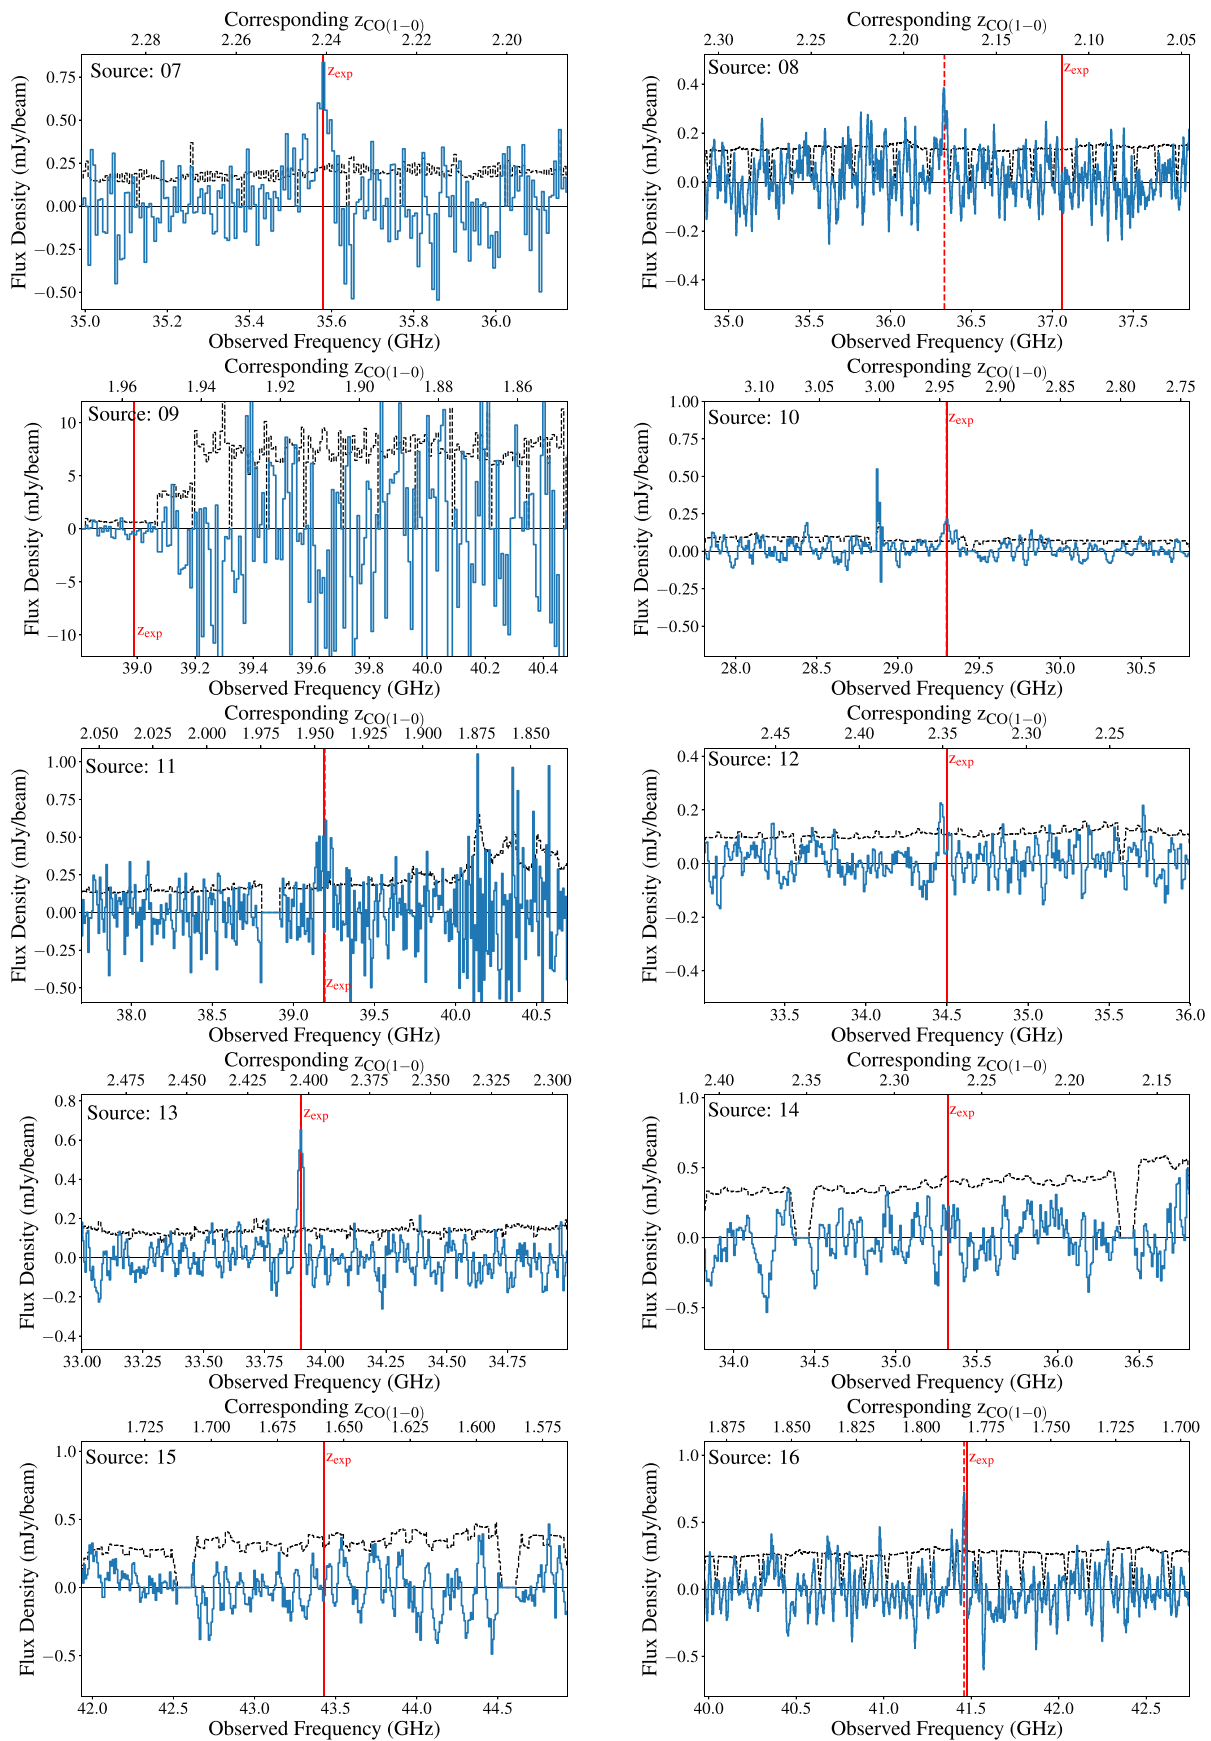 Corresponding z_CO(1−0)
2.28 2.26 2.24 2.22 2.20
Source: 07
z_exp
Flux Density (mJy/beam)
0.75
0.50
0.25
0.00
−0.25
−0.50
35.0 35.2 35.4 35.6 35.8 36.0
Observed Frequency (GHz)
Corresponding z_CO(1−0)
2.30 2.25 2.20 2.15 2.10 2.05
Source: 08
z_exp
Flux Density (mJy/beam)
0.4
0.2
0.0
−0.2
−0.4
35.0 35.5 36.0 36.5 37.0 37.5
Observed Frequency (GHz)
Corresponding z_CO(1−0)
1.96 1.94 1.92 1.90 1.88 1.86
Source: 09
z_exp
Flux Density (mJy/beam)
10
5
0
−5
−10
39.0 39.2 39.4 39.6 39.8 40.0 40.2 40.4
Observed Frequency (GHz)
Corresponding z_CO(1−0)
3.10 3.05 3.00 2.95 2.90 2.85 2.80 2.75
Source: 10
z_exp
Flux Density (mJy/beam)
1.00
0.75
0.50
0.25
0.00
−0.25
−0.50
28.0 28.5 29.0 29.5 30.0 30.5
Observed Frequency (GHz)
Corresponding z_CO(1−0)
2.050 2.025 2.000 1.975 1.950 1.925 1.900 1.875 1.850
Source: 11
z_exp
Flux Density (mJy/beam)
1.00
0.75
0.50
0.25
0.00
−0.25
−0.50
38.0 38.5 39.0 39.5 40.0 40.5
Observed Frequency (GHz)
Corresponding z_CO(1−0)
2.45 2.40 2.35 2.30 2.25
Source: 12
z_exp
Flux Density (mJy/beam)
0.4
0.2
0.0
−0.2
−0.4
33.5 34.0 34.5 35.0 35.5 36.0
Observed Frequency (GHz)
Corresponding z_CO(1−0)
2.475 2.450 2.425 2.400 2.375 2.350 2.325 2.300
Source: 13
z_exp
Flux Density (mJy/beam)
0.8
0.6
0.4
0.2
0.0
−0.2
−0.4
33.00 33.25 33.50 33.75 34.00 34.25 34.50 34.75
Observed Frequency (GHz)
Corresponding z_CO(1−0)
2.40 2.35 2.30 2.25 2.20 2.15
Source: 14
z_exp
Flux Density (mJy/beam)
1.0
0.5
0.0
−0.5
34.0 34.5 35.0 35.5 36.0 36.5
Observed Frequency (GHz)
Corresponding z_CO(1−0)
1.725 1.700 1.675 1.650 1.625 1.600 1.575
Source: 15
z_exp
Flux Density (mJy/beam)
1.0
0.5
0.0
−0.5
42.0 42.5 43.0 43.5 44.0 44.5
Observed Frequency (GHz)
Corresponding z_CO(1−0)
1.875 1.850 1.825 1.800 1.775 1.750 1.725 1.700
Source: 16
z_exp
Flux Density (mJy/beam)
1.0
0.5
0.0
−0.5
40.0 40.5 41.0 41.5 42.0 42.5
Observed Frequency (GHz)